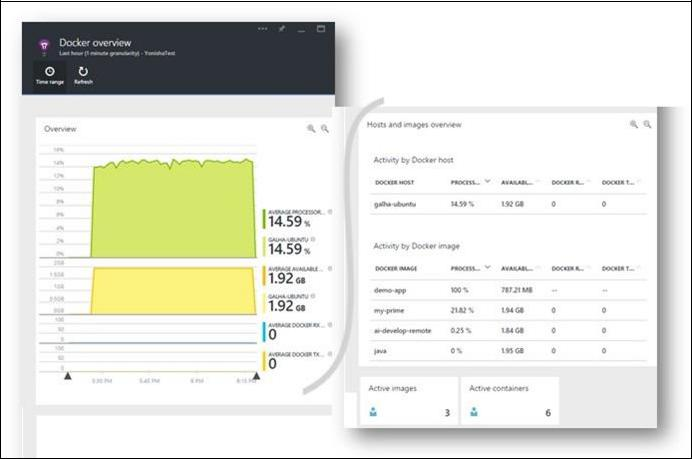 Docker overview
Last hour (1 minute granularity) - YonishaTest
Time range
Refresh
Overview
16%
14%
12%
10%
8%
6%
4%
2%
0%
2GB
1.5GB
1GB
0.5GB
0GB
100
50
0
100
50
0
5:30 PM
5:45 PM
6 PM
6:15 PM
AVERAGE PROCESSOR...
14.59 %
GALHA-UBUNTU
14.59 %
AVERAGE AVAILABLE ...
1.92 GB
GALHA-UBUNTU
1.92 GB
AVERAGE DOCKER RX ...
0
AVERAGE DOCKER TX...
0
Hosts and images overview
Activity by Docker host
DOCKER HOST PROCESS... AVAILABL... DOCKER R... DOCKER T...
galha-ubuntu 14.59 % 1.92 GB 0 0
Activity by Docker image
DOCKER IMAGE PROCESS... AVAILABL... DOCKER R... DOCKER T...
demo-app 100 % 787.21 MB -- --
my-prime 21.82 % 1.94 GB 0 0
ai-develop-remote 0.25 % 1.84 GB 0 0
java 0 % 1.95 GB 0 0
Active images
3
Active containers
6